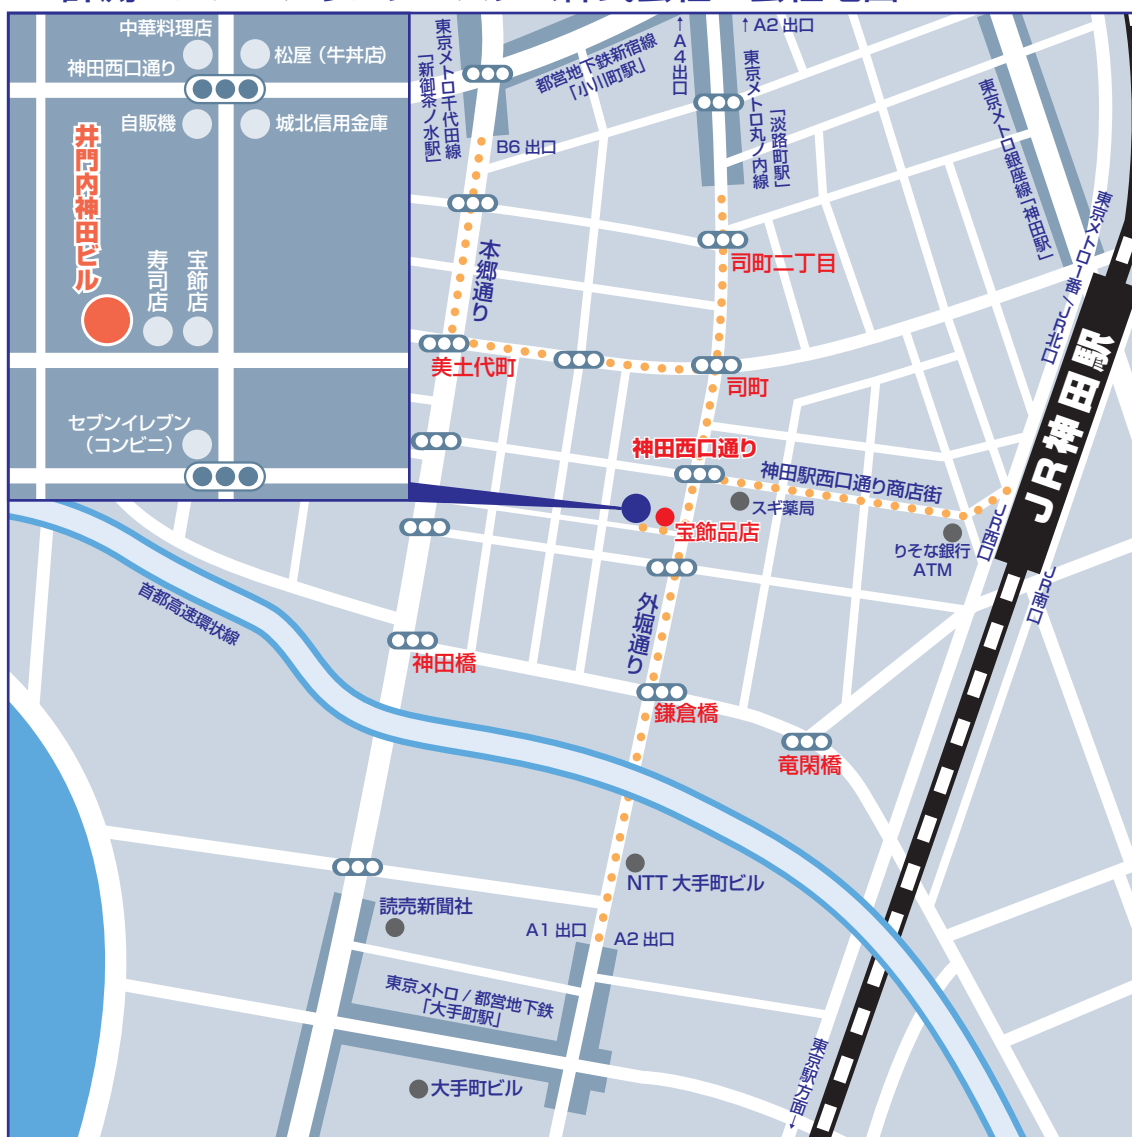 中華料理店
松屋（牛丼店）
神田西口通り
自販機
城北信用金庫
井門内神田ビル
寿司店
宝飾店
セブンイレブン
（コンビニ）
東京メトロ千代田線
「新御茶ノ水駅」
都営地下鉄新宿線
「小川町駅」
↑A4出口
↑A2出口
東京メトロ丸ノ内線
「淡路町駅」
東京メトロ銀座線「神田駅」
東京メトロ1番/JR北口
B6出口
本郷通り
司町二丁目
美土代町
司町
JR神田駅
神田西口通り
神田駅西口通り商店街
スギ薬局
宝飾品店
りそな銀行
ATM
JR西口
JR南口
首都高速環状線
外堀通り
神田橋
鎌倉橋
竜閑橋
NTT大手町ビル
読売新聞社
A1出口
A2出口
東京メトロ/都営地下鉄
「大手町駅」
大手町ビル
東京駅方面→